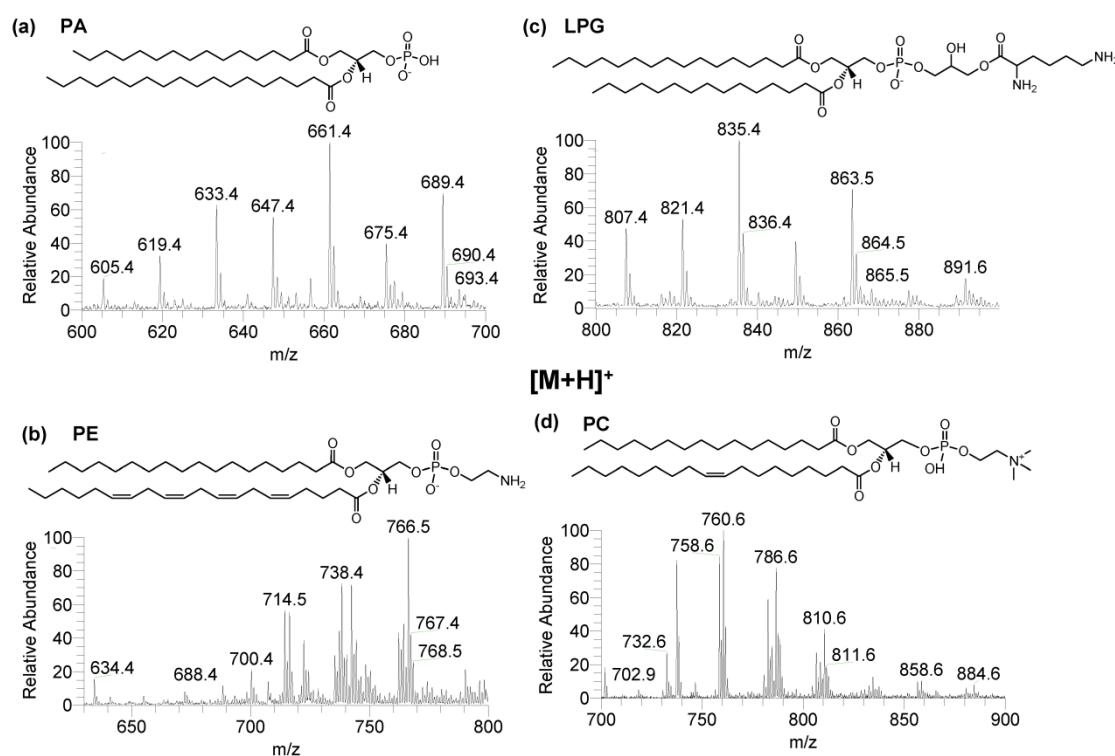 (a) PA
O
O
O
P
OH
O⁻
O
H
O
100
80
60
40
20
0
Relative Abundance
605.4
619.4
633.4
647.4
661.4
675.4
689.4
690.4
693.4
600 620 640 660 680 700
m/z
(c) LPG
O
O
O
O
P
O
O⁻
OH
O
O
NH₂
NH₂
O
H
O
100
80
60
40
20
0
Relative Abundance
807.4
821.4
835.4
836.4
863.5
864.5
865.5
891.6
800 820 840 860 880
m/z
[M+H]⁺
(b) PE
O
O
O
O
P
O
O⁻
NH₂
O
H
O
100
80
60
40
20
0
Relative Abundance
634.4
688.4
700.4
714.5
738.4
766.5
767.4
768.5
650 700 750 800
m/z
(d) PC
O
O
O
O
P
O
OH
N⁺
O
H
O
100
80
60
40
20
0
Relative Abundance
702.9
732.6
758.6
760.6
786.6
810.6
811.6
858.6
884.6
700 750 800 850 900
m/z